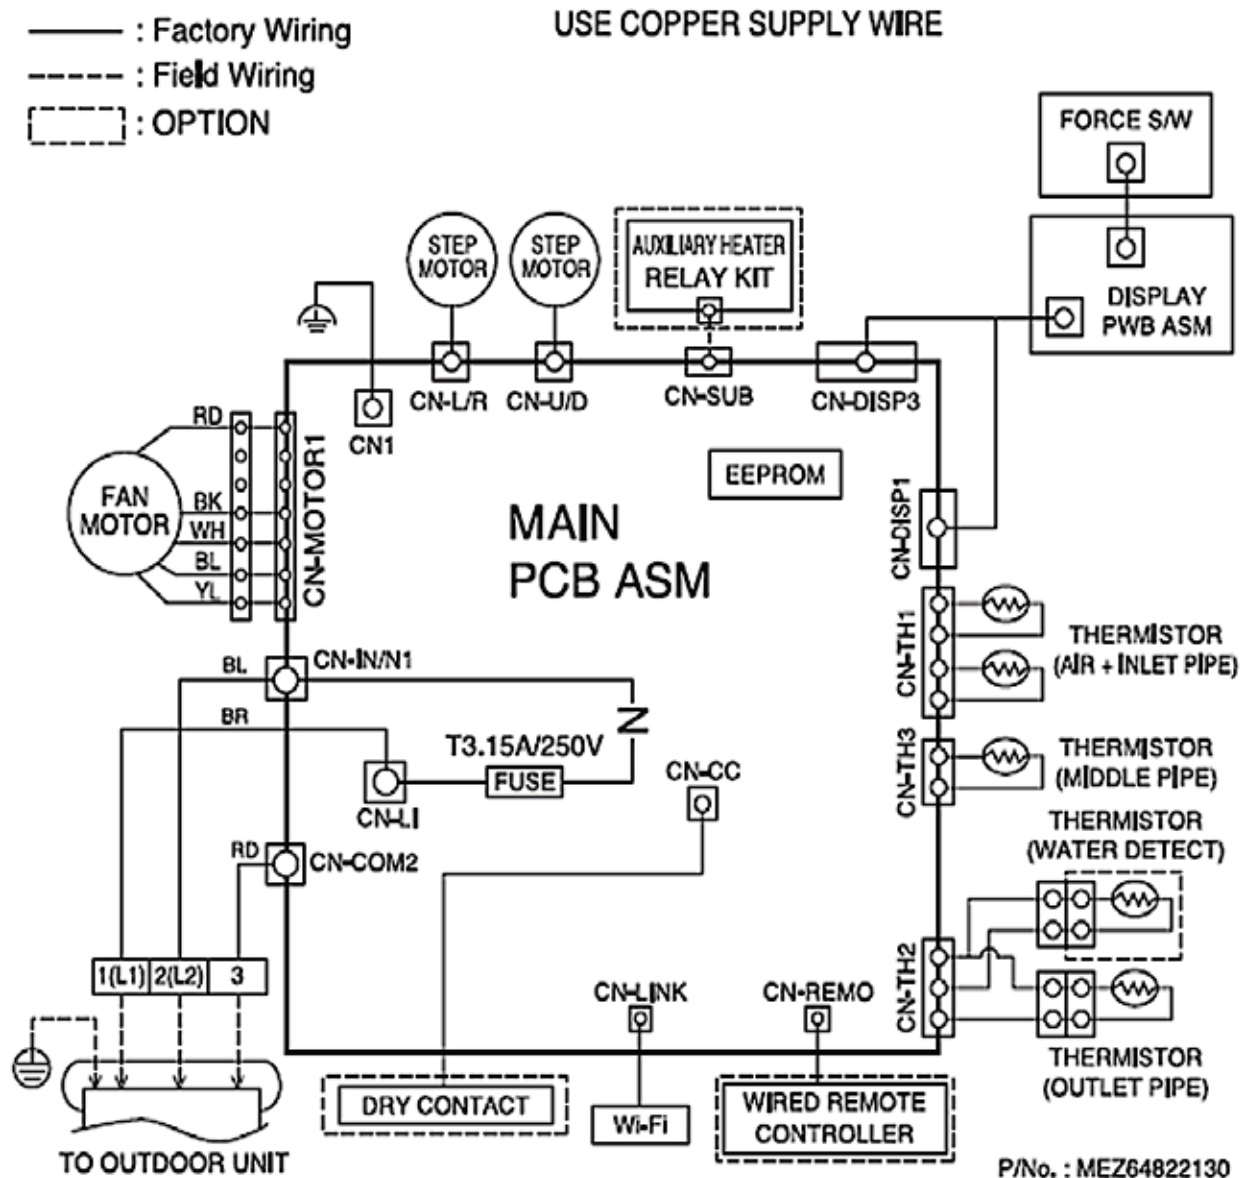 : Factory Wiring
: Field Wiring
: OPTION
USE COPPER SUPPLY WIRE
FORCE S/W
DISPLAY
PWB ASM
STEP
MOTOR
STEP
MOTOR
AUXILIARY HEATER
RELAY KIT
CN-L/R
CN-U/D
CN-SUB
CN-DISP3
CN1
RD
BK
WH
BL
YL
FAN
MOTOR
CN-MOTOR1
EEPROM
MAIN
PCB ASM
CN-DISP1
CN-TH1
THERMISTOR
(AIR + INLET PIPE)
BL
CN-IN/N1
BR
T3.15A/250V
FUSE
N
CN-LI
CN-CC
CN-TH3
THERMISTOR
(MIDDLE PIPE)
THERMISTOR
(WATER DETECT)
RD
CN-COM2
CN-TH2
1(L1) 2(L2) 3
CN-LINK
CN-REMO
THERMISTOR
(OUTLET PIPE)
DRY CONTACT
Wi-Fi
WIRED REMOTE
CONTROLLER
TO OUTDOOR UNIT
P/No. : MEZ64822130